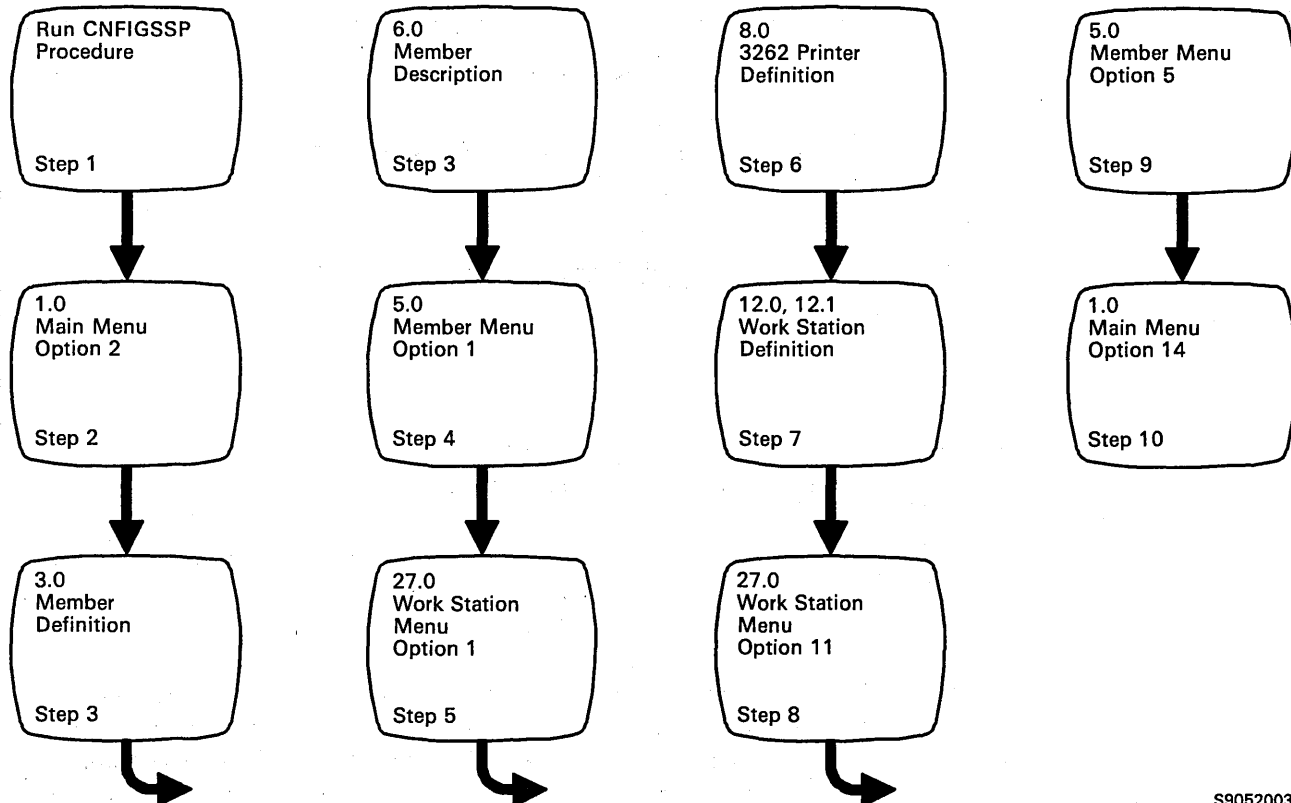 Run CNFIGSSP
Procedure
Step 1
1.0
Main Menu
Option 2
Step 2
3.0
Member
Definition
Step 3
6.0
Member
Description
Step 3
5.0
Member Menu
Option 1
Step 4
27.0
Work Station
Menu
Option 1
Step 5
8.0
3262 Printer
Definition
Step 6
12.0, 12.1
Work Station
Definition
Step 7
27.0
Work Station
Menu
Option 11
Step 8
5.0
Member Menu
Option 5
Step 9
1.0
Main Menu
Option 14
Step 10
S9052003